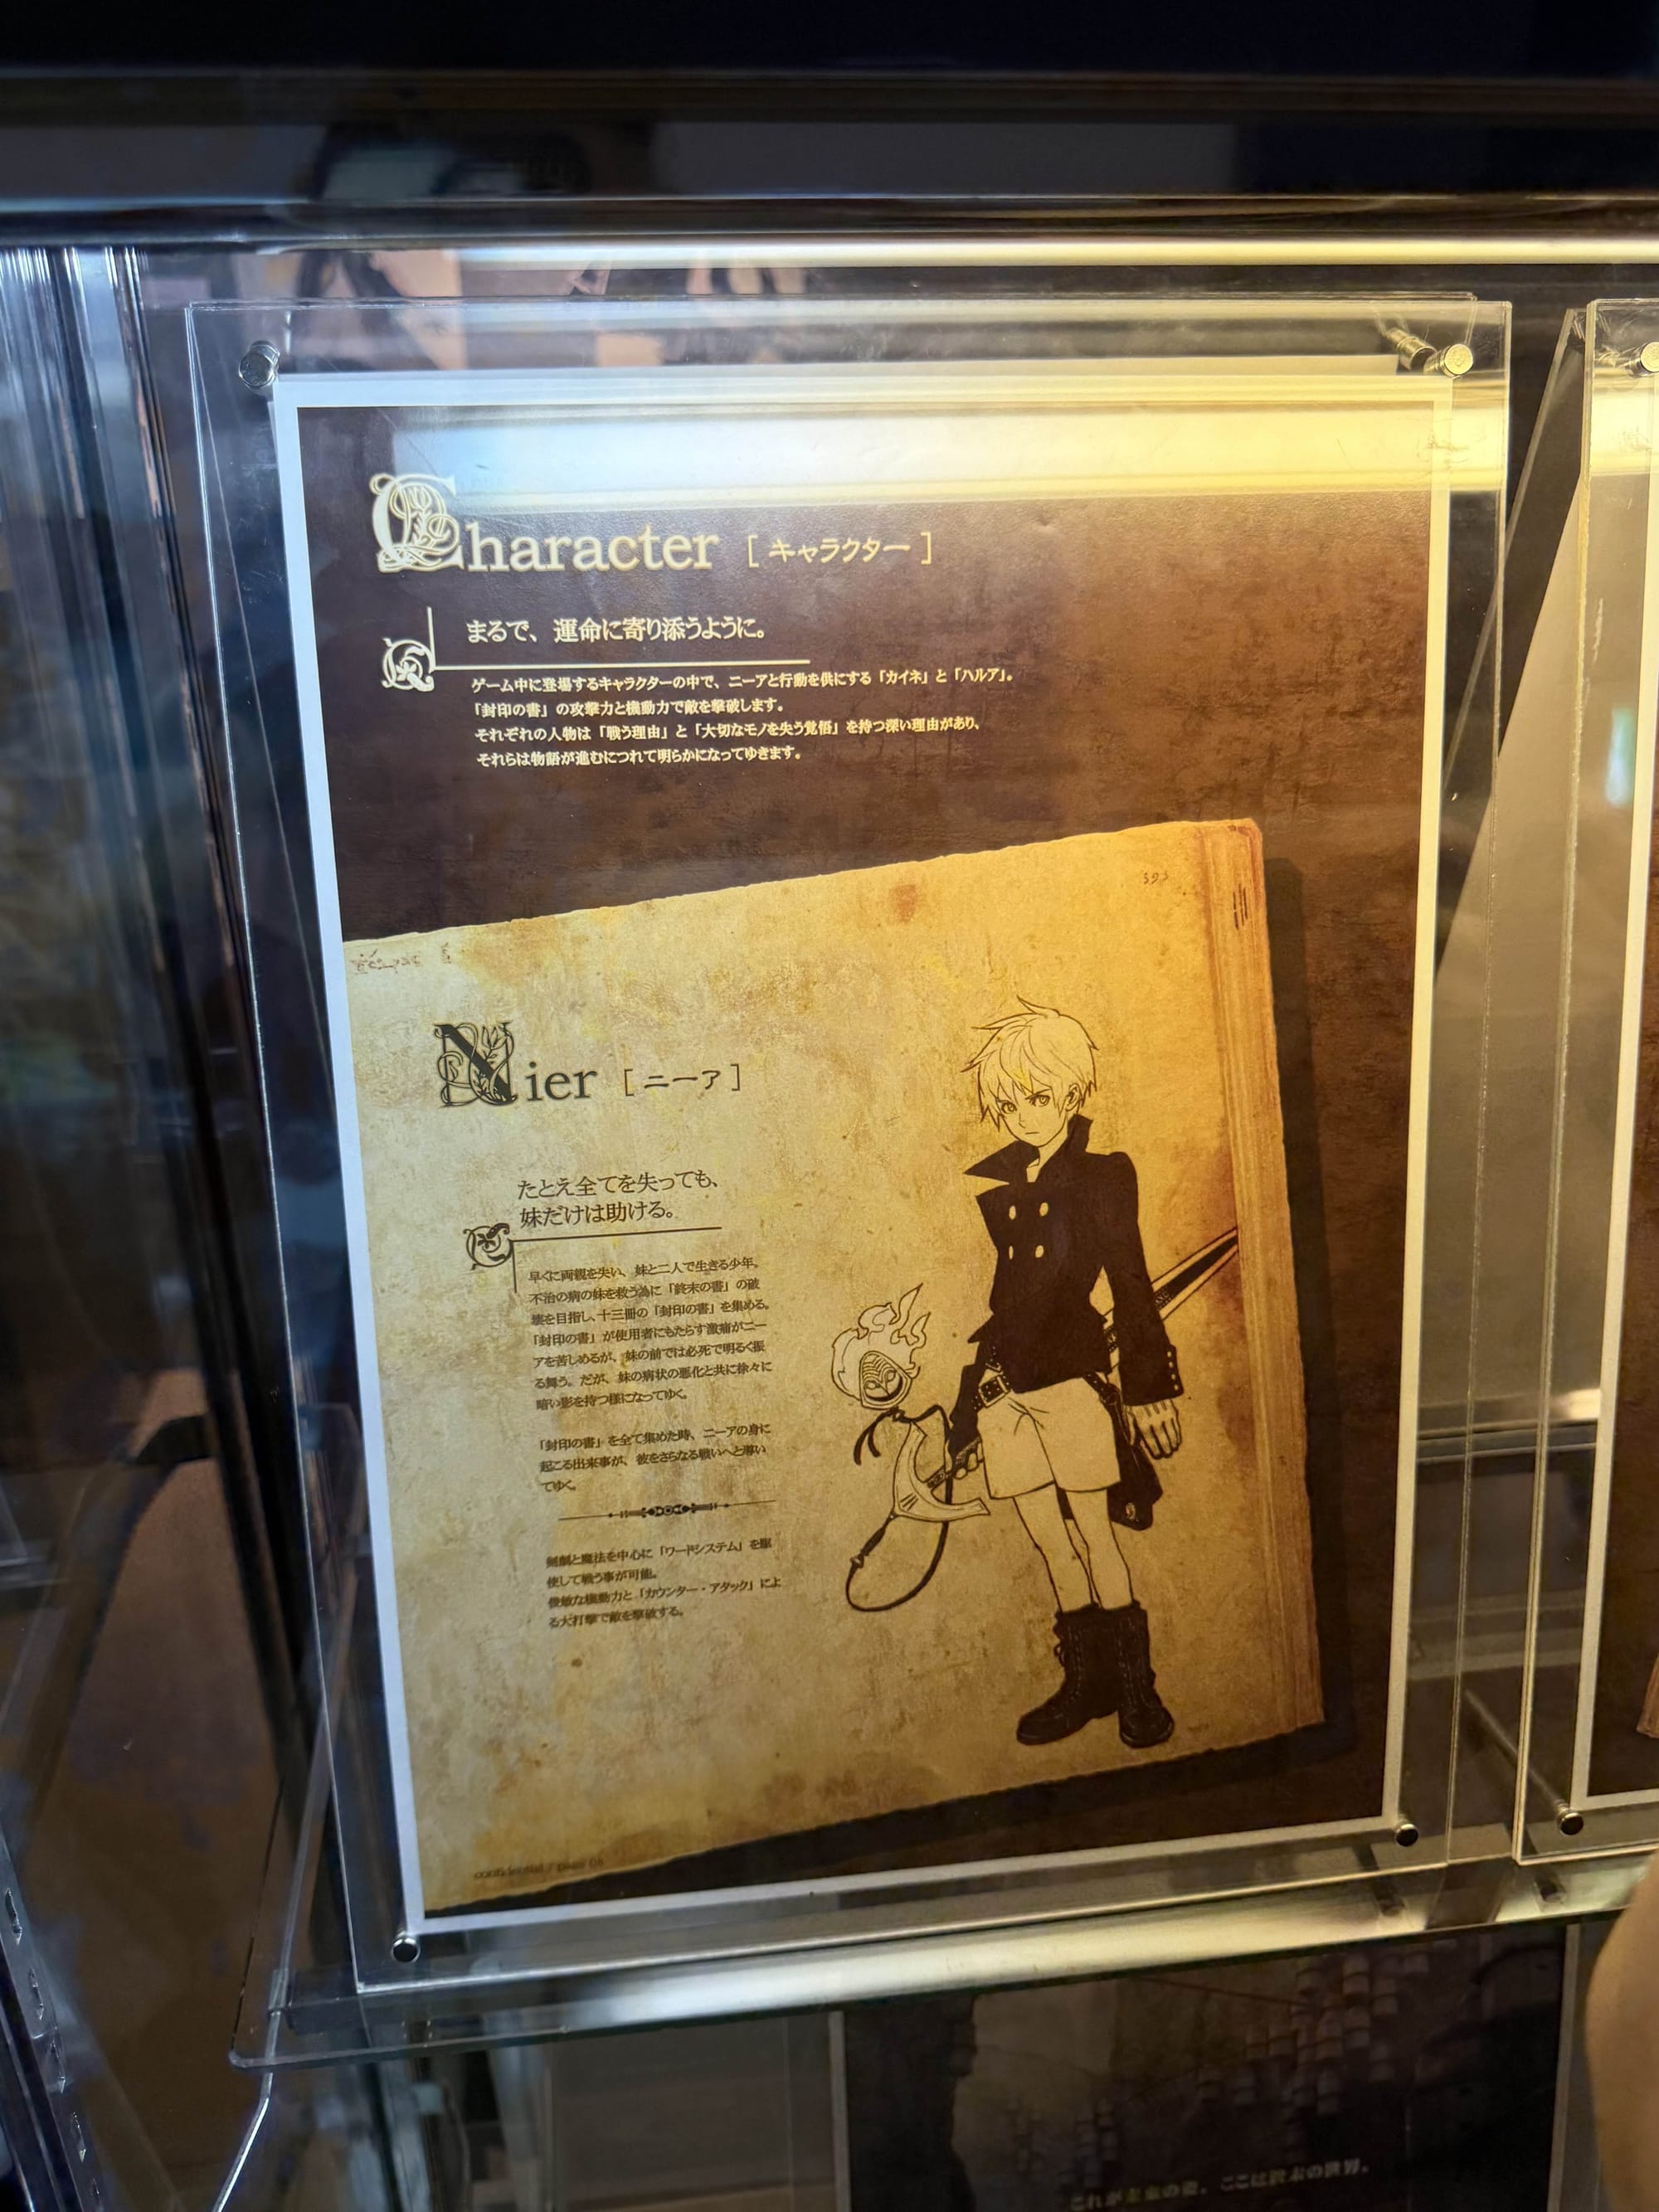 Character [ キャラクター ]
まるで、運命に寄り添うように。
ゲーム中に登場するキャラクターの中で、ニーアと行動を供にする「カイネ」と「ハルア」。
「封印の書」の攻撃力と機動力で敵を撃破します。
それぞれの人物は「戦う理由」と「大切なモノを失う覚悟」を持つ深い理由があり、
それらは物語が進むにつれて明らかになってゆきます。
393
Nier [ ニーア ]
たとえ全てを失っても、
妹だけは助ける。
早くに両親を失い、妹と二人で生きる少年。
不治の病の妹を救う為に「終末の書」の破
壊を目指し、十三冊の「封印の書」を集める。
「封印の書」が使用者にもたらす激痛がニー
アを苦しめるが、妹の前では必死で明るく振
る舞う。だが、妹の病状の悪化と共に徐々に
暗い影を持つ様になってゆく。
「封印の書」を全て集めた時、ニーアの身に
起こる出来事が、彼をさらなる戦いへと導い
てゆく。
剣劇と魔法を中心に「ワードシステム」を駆
使して戦う事が可能。
俊敏な機動力と「カウンター・アタック」によ
る大打撃で敵を撃破する。
confidential / page 05
これが未来の姿。ここは終末の世界。